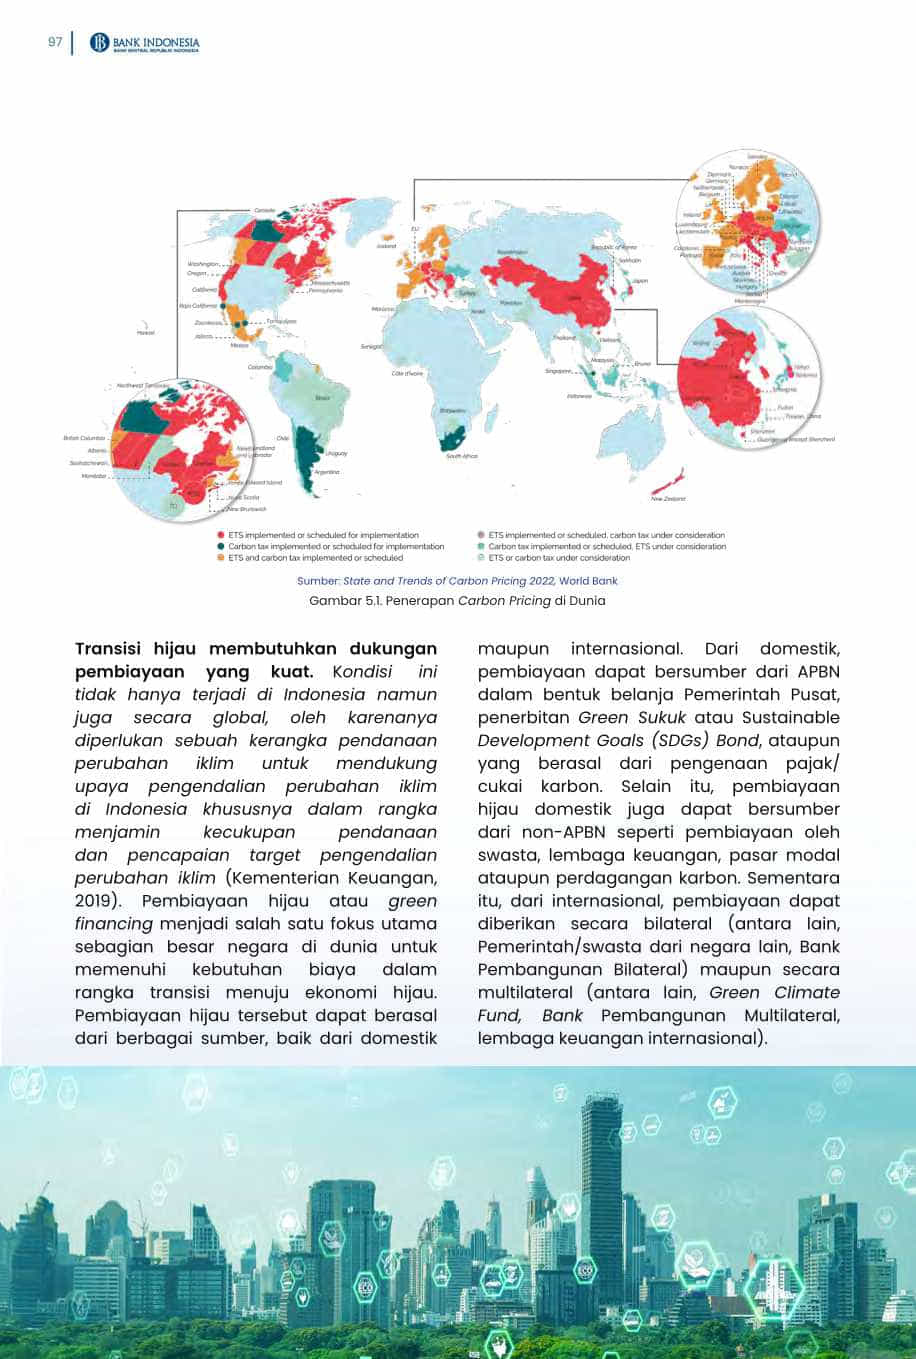 97
BANK INDONESIA
BANK SENTRAL REPUBLIK INDONESIA
Canada
Washington
Oregon
California
Baja California
Zacatecas
Jalisco
Hawaii
Mexico
Tamaulipas
Massachusetts
Pennsylvania
Northwest Territories
Colombia
Brazil
Chile
Uruguay
Argentina
Iceland
EU
Morocco
Senegal
Côte d'Ivoire
Botswana
South Africa
Kazakhstan
Turkey
Israel
Pakistan
Republic of Korea
Sakhalin
Japan
China
Thailand
Vietnam
Malaysia
Brunei
Singapore
Indonesia
New Zealand
British Columbia
Alberta
Saskatchewan
Manitoba
Newfoundland
and Labrador
Prince Edward Island
Nova Scotia
New Brunswick
Sweden
Norway
Denmark
Germany
Netherlands
Belgium
Ireland
Luxembourg
Liechtenstein
Portugal
Finland
Estonia
Latvia
Lithuania
Poland
Ukraine
Austria
Slovenia
Hungary
Montenegro
Greece
Beijing
Tokyo
Saitama
Shanghai
Fujian
Taiwan, China
Shenzhen
Guangdong (except Shenzhen)
ETS implemented or scheduled for implementation
Carbon tax implemented or scheduled for implementation
ETS and carbon tax implemented or scheduled
ETS implemented or scheduled, carbon tax under consideration
Carbon tax implemented or scheduled, ETS under consideration
ETS or carbon tax under consideration
Sumber: State and Trends of Carbon Pricing 2022, World Bank
Gambar 5.1. Penerapan Carbon Pricing di Dunia
Transisi hijau membutuhkan dukungan
pembiayaan yang kuat. Kondisi ini
tidak hanya terjadi di Indonesia namun
juga secara global, oleh karenanya
diperlukan sebuah kerangka pendanaan
perubahan iklim untuk mendukung
upaya pengendalian perubahan iklim
di Indonesia khususnya dalam rangka
menjamin kecukupan pendanaan
dan pencapaian target pengendalian
perubahan iklim (Kementerian Keuangan,
2019). Pembiayaan hijau atau green
financing menjadi salah satu fokus utama
sebagian besar negara di dunia untuk
memenuhi kebutuhan biaya dalam
rangka transisi menuju ekonomi hijau.
Pembiayaan hijau tersebut dapat berasal
dari berbagai sumber, baik dari domestik
maupun internasional. Dari domestik,
pembiayaan dapat bersumber dari APBN
dalam bentuk belanja Pemerintah Pusat,
penerbitan Green Sukuk atau Sustainable
Development Goals (SDGs) Bond, ataupun
yang berasal dari pengenaan pajak/
cukai karbon. Selain itu, pembiayaan
hijau domestik juga dapat bersumber
dari non-APBN seperti pembiayaan oleh
swasta, lembaga keuangan, pasar modal
ataupun perdagangan karbon. Sementara
itu, dari internasional, pembiayaan dapat
diberikan secara bilateral (antara lain,
Pemerintah/swasta dari negara lain, Bank
Pembangunan Bilateral) maupun secara
multilateral (antara lain, Green Climate
Fund, Bank Pembangunan Multilateral,
lembaga keuangan internasional).
ECO
ECO